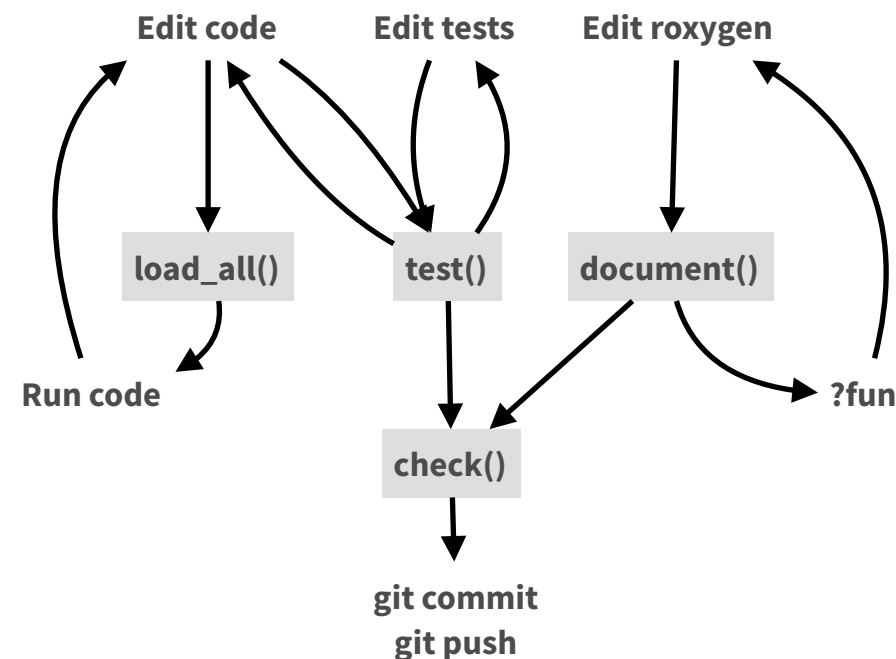 Edit code
Edit tests
Edit roxygen
load_all()
test()
document()
Run code
?fun
check()
git commit
git push